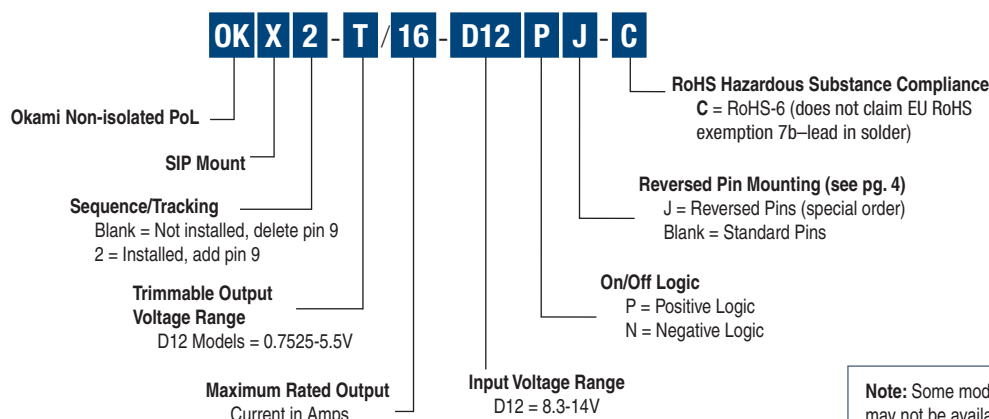 OK X 2 - T / 16 - D12 P J - C
RoHS Hazardous Substance Compliance
C = RoHS-6 (does not claim EU RoHS
exemption 7b–lead in solder)
Okami Non-isolated PoL
SIP Mount
Reversed Pin Mounting (see pg. 4)
J = Reversed Pins (special order)
Blank = Standard Pins
Sequence/Tracking
Blank = Not installed, delete pin 9
2 = Installed, add pin 9
On/Off Logic
P = Positive Logic
N = Negative Logic
Trimmable Output
Voltage Range
D12 Models = 0.7525-5.5V
Input Voltage Range
D12 = 8.3-14V
Maximum Rated Output
Current in Amps
Note: Some mod
may not be availa